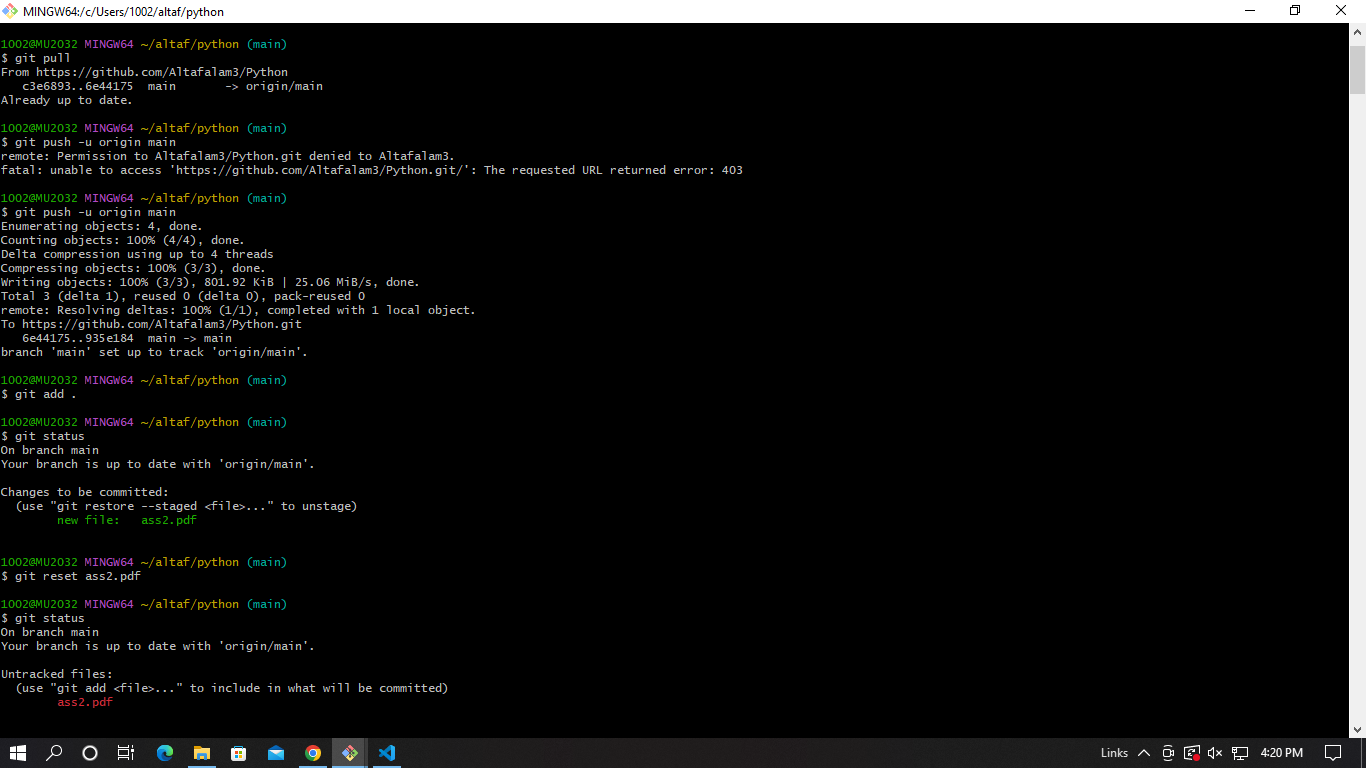 MINGW64:/c/Users/1002/altaf/python
1002@MU2032 MINGW64 ~/altaf/python (main)
$ git pull
From https://github.com/Altafalam3/Python
   c3e6893..6e44175  main       -> origin/main
Already up to date.
1002@MU2032 MINGW64 ~/altaf/python (main)
$ git push -u origin main
remote: Permission to Altafalam3/Python.git denied to Altafalam3.
fatal: unable to access 'https://github.com/Altafalam3/Python.git/': The requested URL returned error: 403
1002@MU2032 MINGW64 ~/altaf/python (main)
$ git push -u origin main
Enumerating objects: 4, done.
Counting objects: 100% (4/4), done.
Delta compression using up to 4 threads
Compressing objects: 100% (3/3), done.
Writing objects: 100% (3/3), 801.92 KiB | 25.06 MiB/s, done.
Total 3 (delta 1), reused 0 (delta 0), pack-reused 0
remote: Resolving deltas: 100% (1/1), completed with 1 local object.
To https://github.com/Altafalam3/Python.git
   6e44175..935e184  main -> main
branch 'main' set up to track 'origin/main'.
1002@MU2032 MINGW64 ~/altaf/python (main)
$ git add .
1002@MU2032 MINGW64 ~/altaf/python (main)
$ git status
On branch main
Your branch is up to date with 'origin/main'.
Changes to be committed:
  (use "git restore --staged <file>..." to unstage)
        new file:   ass2.pdf
1002@MU2032 MINGW64 ~/altaf/python (main)
$ git reset ass2.pdf
1002@MU2032 MINGW64 ~/altaf/python (main)
$ git status
On branch main
Your branch is up to date with 'origin/main'.
Untracked files:
  (use "git add <file>..." to include in what will be committed)
        ass2.pdf
Links 4:20 PM